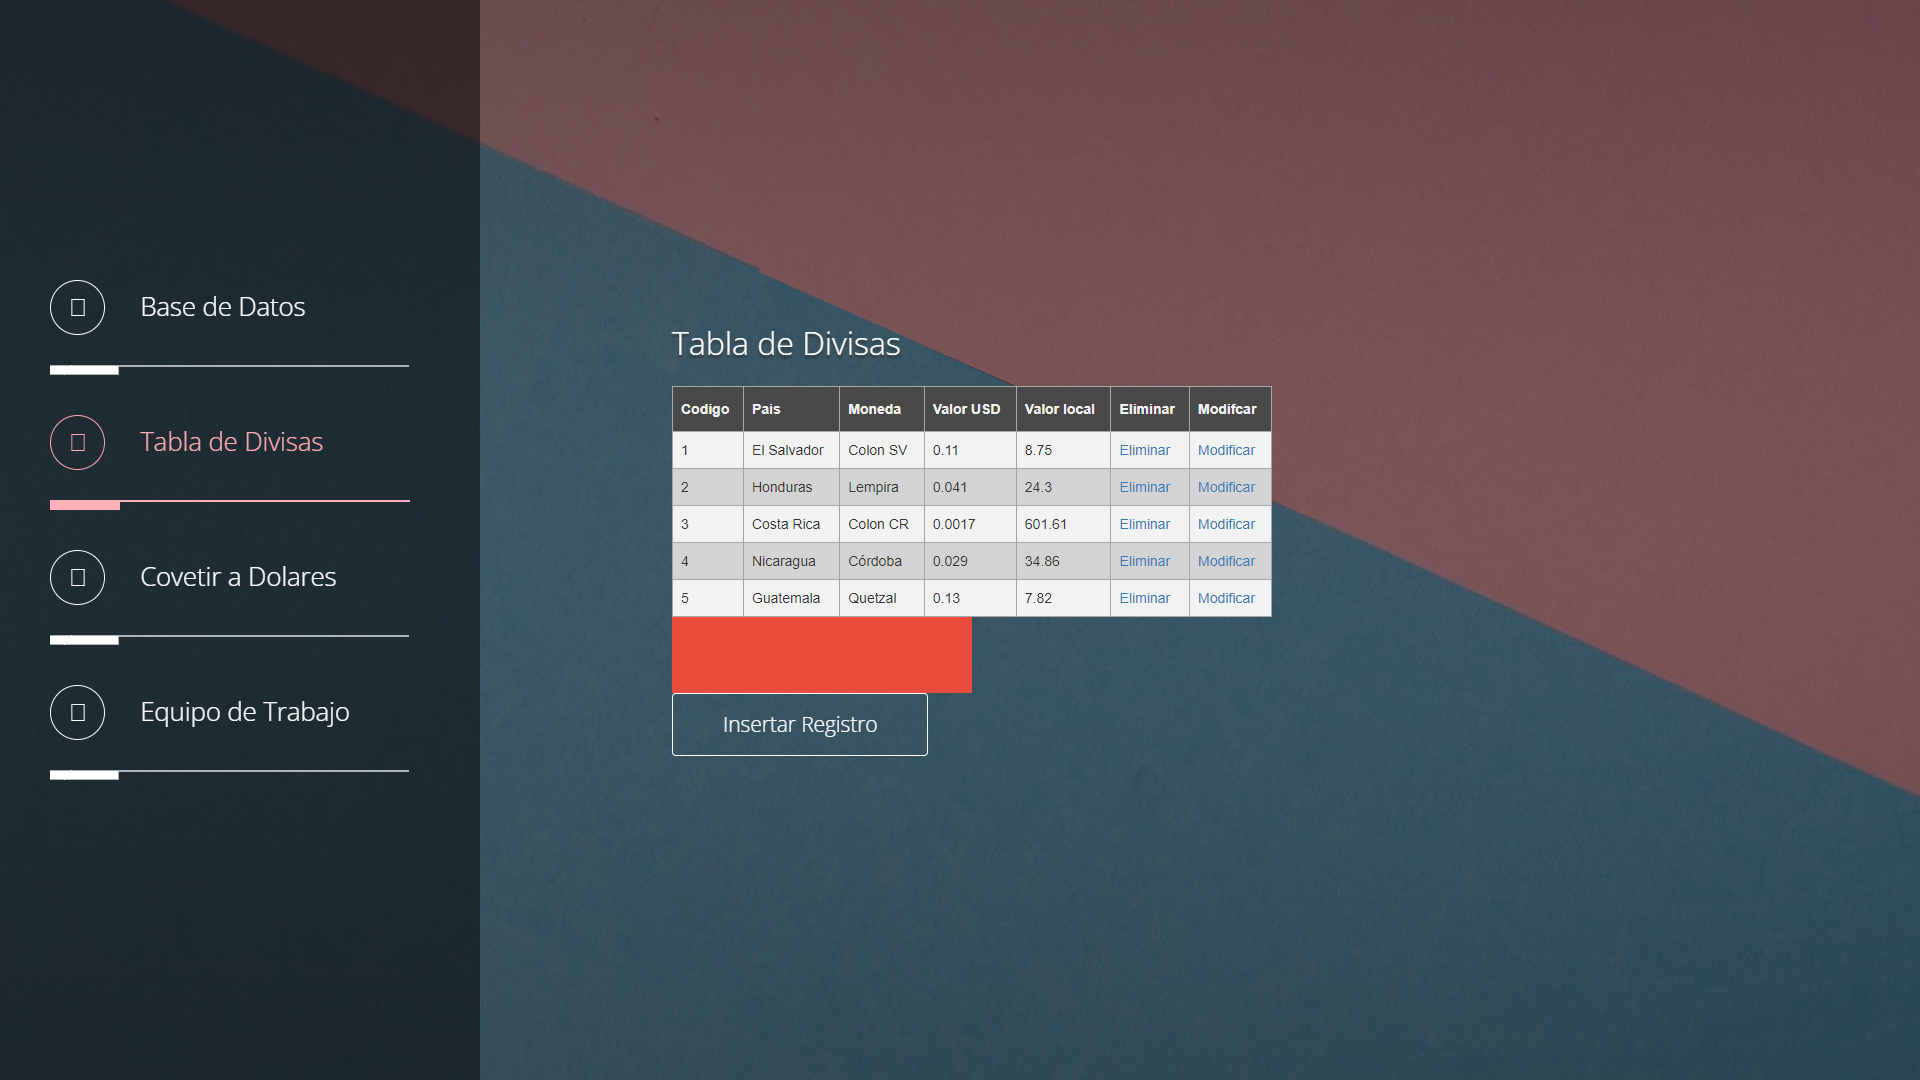 Base de Datos
Tabla de Divisas
Covetir a Dolares
Equipo de Trabajo
Tabla de Divisas
Codigo Pais Moneda Valor USD Valor local Eliminar Modifcar
1 El Salvador Colon SV 0.11 8.75 Eliminar Modificar
2 Honduras Lempira 0.041 24.3 Eliminar Modificar
3 Costa Rica Colon CR 0.0017 601.61 Eliminar Modificar
4 Nicaragua Córdoba 0.029 34.86 Eliminar Modificar
5 Guatemala Quetzal 0.13 7.82 Eliminar Modificar
Insertar Registro